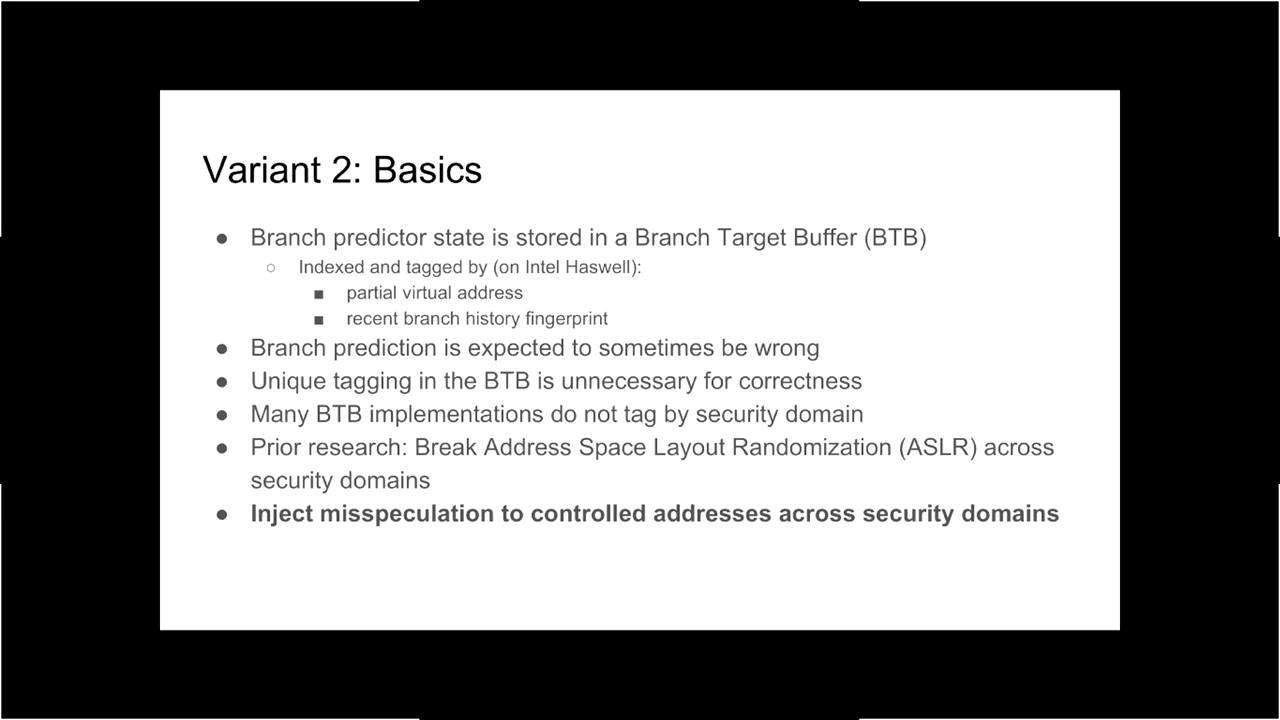 Variant 2: Basics
● Branch predictor state is stored in a Branch Target Buffer (BTB)
○ Indexed and tagged by (on Intel Haswell):
■ partial virtual address
■ recent branch history fingerprint
● Branch prediction is expected to sometimes be wrong
● Unique tagging in the BTB is unnecessary for correctness
● Many BTB implementations do not tag by security domain
● Prior research: Break Address Space Layout Randomization (ASLR) across
security domains
● Inject misspeculation to controlled addresses across security domains